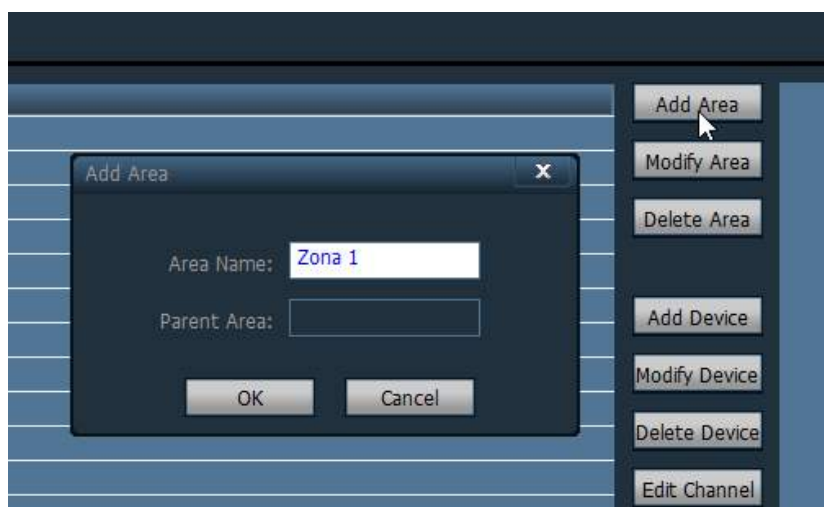 Add Area
Modify Area
Delete Area
Add Device
Modify Device
Delete Device
Edit Channel
Add Area
X
Area Name: Zona 1
Parent Area:
OK Cancel